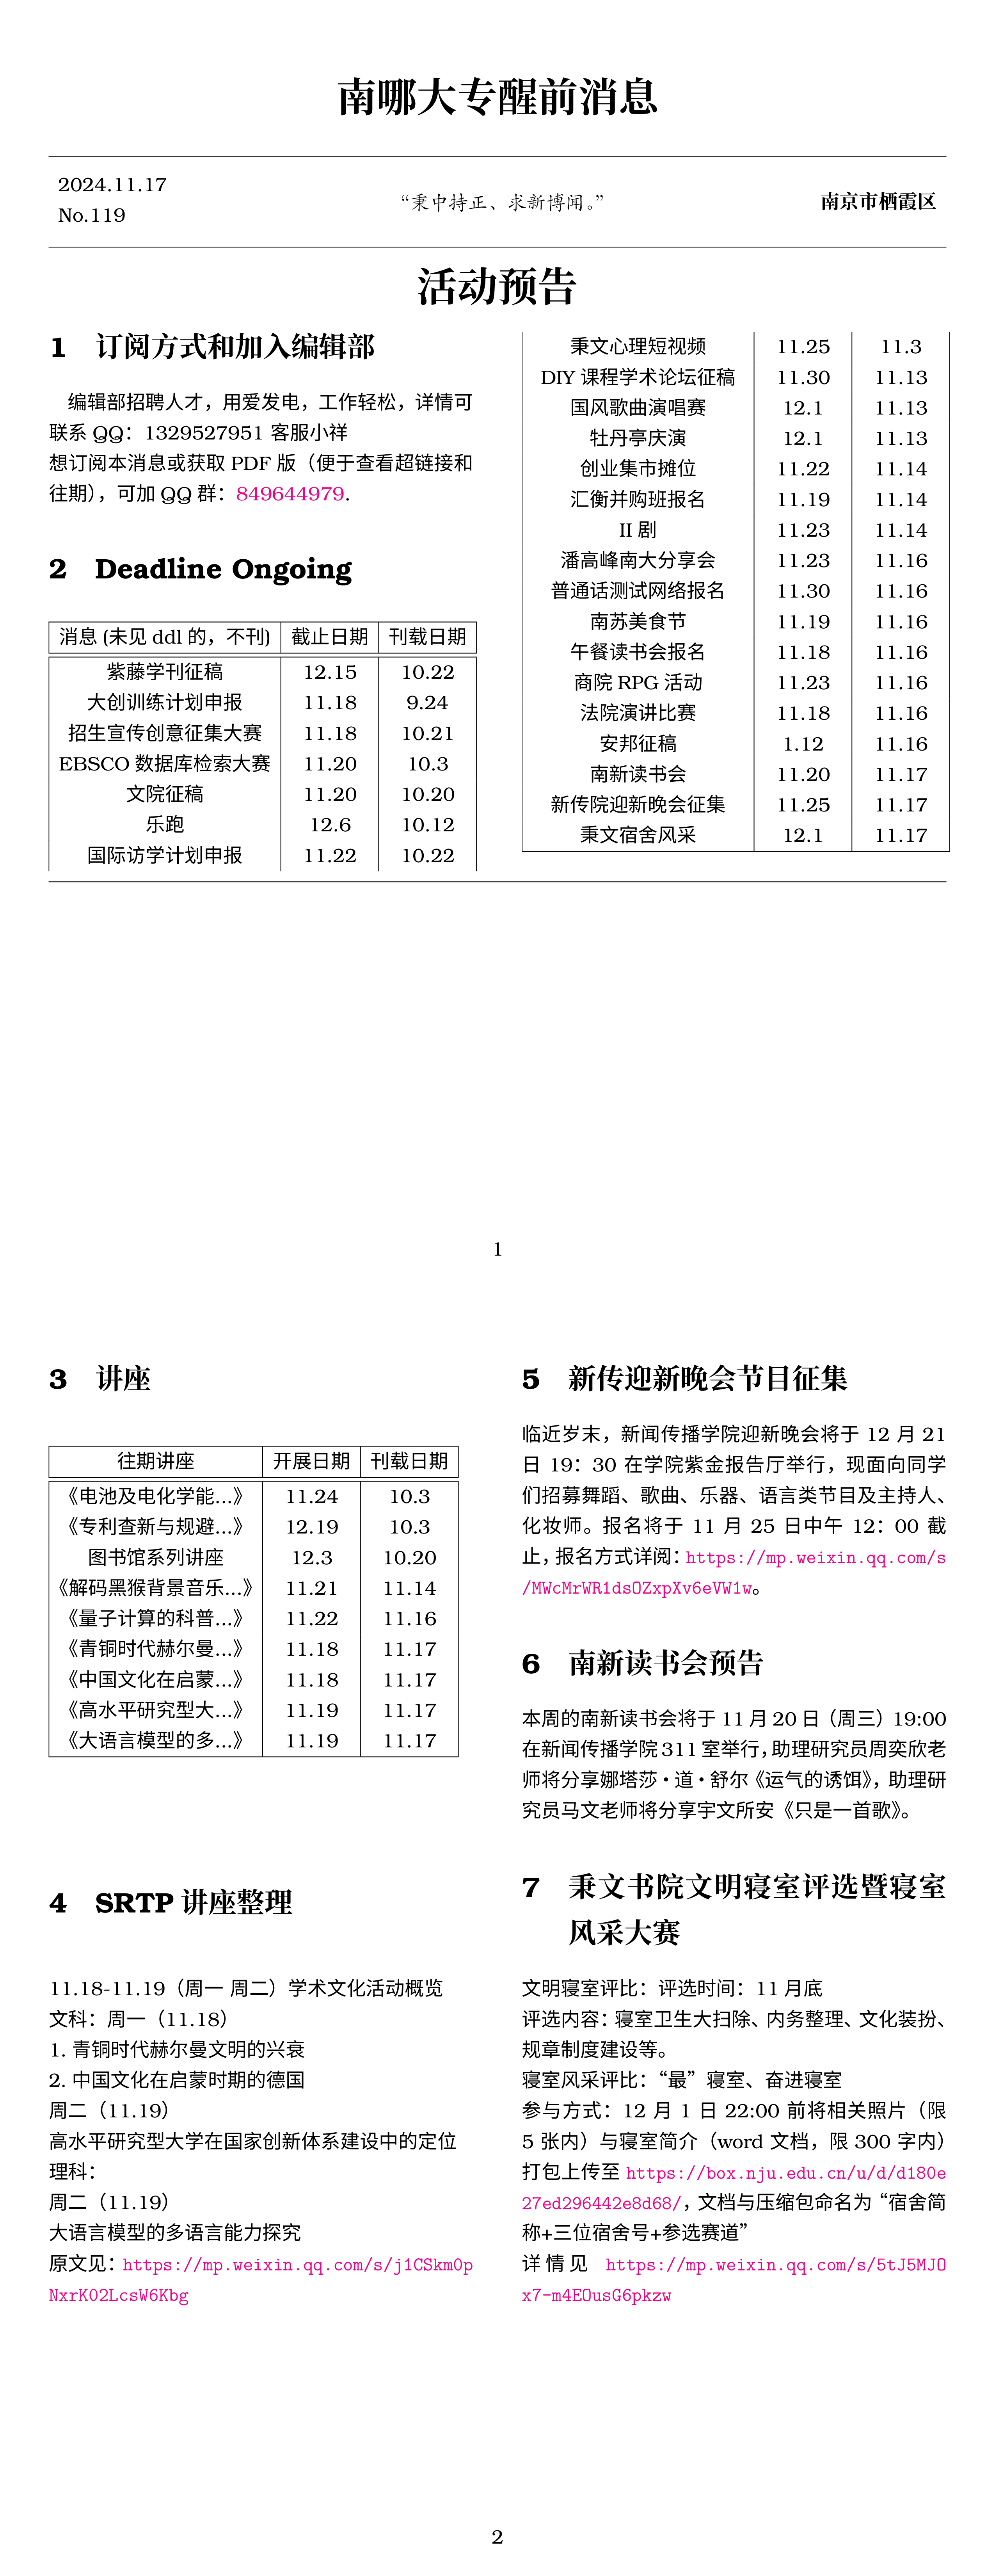 南哪大专醒前消息
2024.11.17
No.119
“秉中持正、求新博闻。”
南京市栖霞区
活动预告
1 订阅方式和加入编辑部
编辑部招聘人才，用爱发电，工作轻松，详情可
联系 QQ：1329527951 客服小祥
想订阅本消息或获取 PDF 版（便于查看超链接和
往期），可加 QQ 群：849644979.
2 Deadline Ongoing
消息 (未见 ddl 的，不刊) 截止日期 刊载日期
紫藤学刊征稿 12.15 10.22
大创训练计划申报 11.18 9.24
招生宣传创意征集大赛 11.18 10.21
EBSCO 数据库检索大赛 11.20 10.3
文院征稿 11.20 10.20
乐跑 12.6 10.12
国际访学计划申报 11.22 10.22
秉文心理短视频 11.25 11.3
DIY 课程学术论坛征稿 11.30 11.13
国风歌曲演唱赛 12.1 11.13
牡丹亭庆演 12.1 11.13
创业集市摊位 11.22 11.14
汇衡并购班报名 11.19 11.14
II 剧 11.23 11.14
潘高峰南大分享会 11.23 11.16
普通话测试网络报名 11.30 11.16
南苏美食节 11.19 11.16
午餐读书会报名 11.18 11.16
商院 RPG 活动 11.23 11.16
法院演讲比赛 11.18 11.16
安邦征稿 1.12 11.16
南新读书会 11.20 11.17
新传院迎新晚会征集 11.25 11.17
秉文宿舍风采 12.1 11.17
1
3 讲座
往期讲座 开展日期 刊载日期
《电池及电化学能...》 11.24 10.3
《专利查新与规避...》 12.19 10.3
图书馆系列讲座 12.3 10.20
《解码黑猴背景音乐...》 11.21 11.14
《量子计算的科普...》 11.22 11.16
《青铜时代赫尔曼...》 11.18 11.17
《中国文化在启蒙...》 11.18 11.17
《高水平研究型大...》 11.19 11.17
《大语言模型的多...》 11.19 11.17
4 SRTP 讲座整理
11.18-11.19（周一 周二）学术文化活动概览
文科：周一（11.18）
1. 青铜时代赫尔曼文明的兴衰
2. 中国文化在启蒙时期的德国
周二（11.19）
高水平研究型大学在国家创新体系建设中的定位
理科：
周二（11.19）
大语言模型的多语言能力探究
原文见：https://mp.weixin.qq.com/s/j1CSkm0p
NxrK02LcsW6Kbg
5 新传迎新晚会节目征集
临近岁末，新闻传播学院迎新晚会将于 12 月 21
日 19：30 在学院紫金报告厅举行，现面向同学
们招募舞蹈、歌曲、乐器、语言类节目及主持人、
化妆师。报名将于 11 月 25 日中午 12：00 截
止，报名方式详阅：https://mp.weixin.qq.com/s
/MWcMrWR1dsOZxpXv6eVW1w。
6 南新读书会预告
本周的南新读书会将于 11 月 20 日（周三）19:00
在新闻传播学院 311 室举行，助理研究员周奕欣老
师将分享娜塔莎·道·舒尔《运气的诱饵》，助理研
究员马文老师将分享宇文所安《只是一首歌》。
7 秉文书院文明寝室评选暨寝室
风采大赛
文明寝室评比：评选时间：11 月底
评选内容：寝室卫生大扫除、内务整理、文化装扮、
规章制度建设等。
寝室风采评比：“最”寝室、奋进寝室
参与方式：12 月 1 日 22:00 前将相关照片（限
5 张内）与寝室简介（word 文档，限 300 字内）
打包上传至 https://box.nju.edu.cn/u/d/d180e
27ed296442e8d68/，文档与压缩包命名为“宿舍简
称+三位宿舍号+参选赛道”
详情见 https://mp.weixin.qq.com/s/5tJ5MJO
x7-m4EOusG6pkzw
2